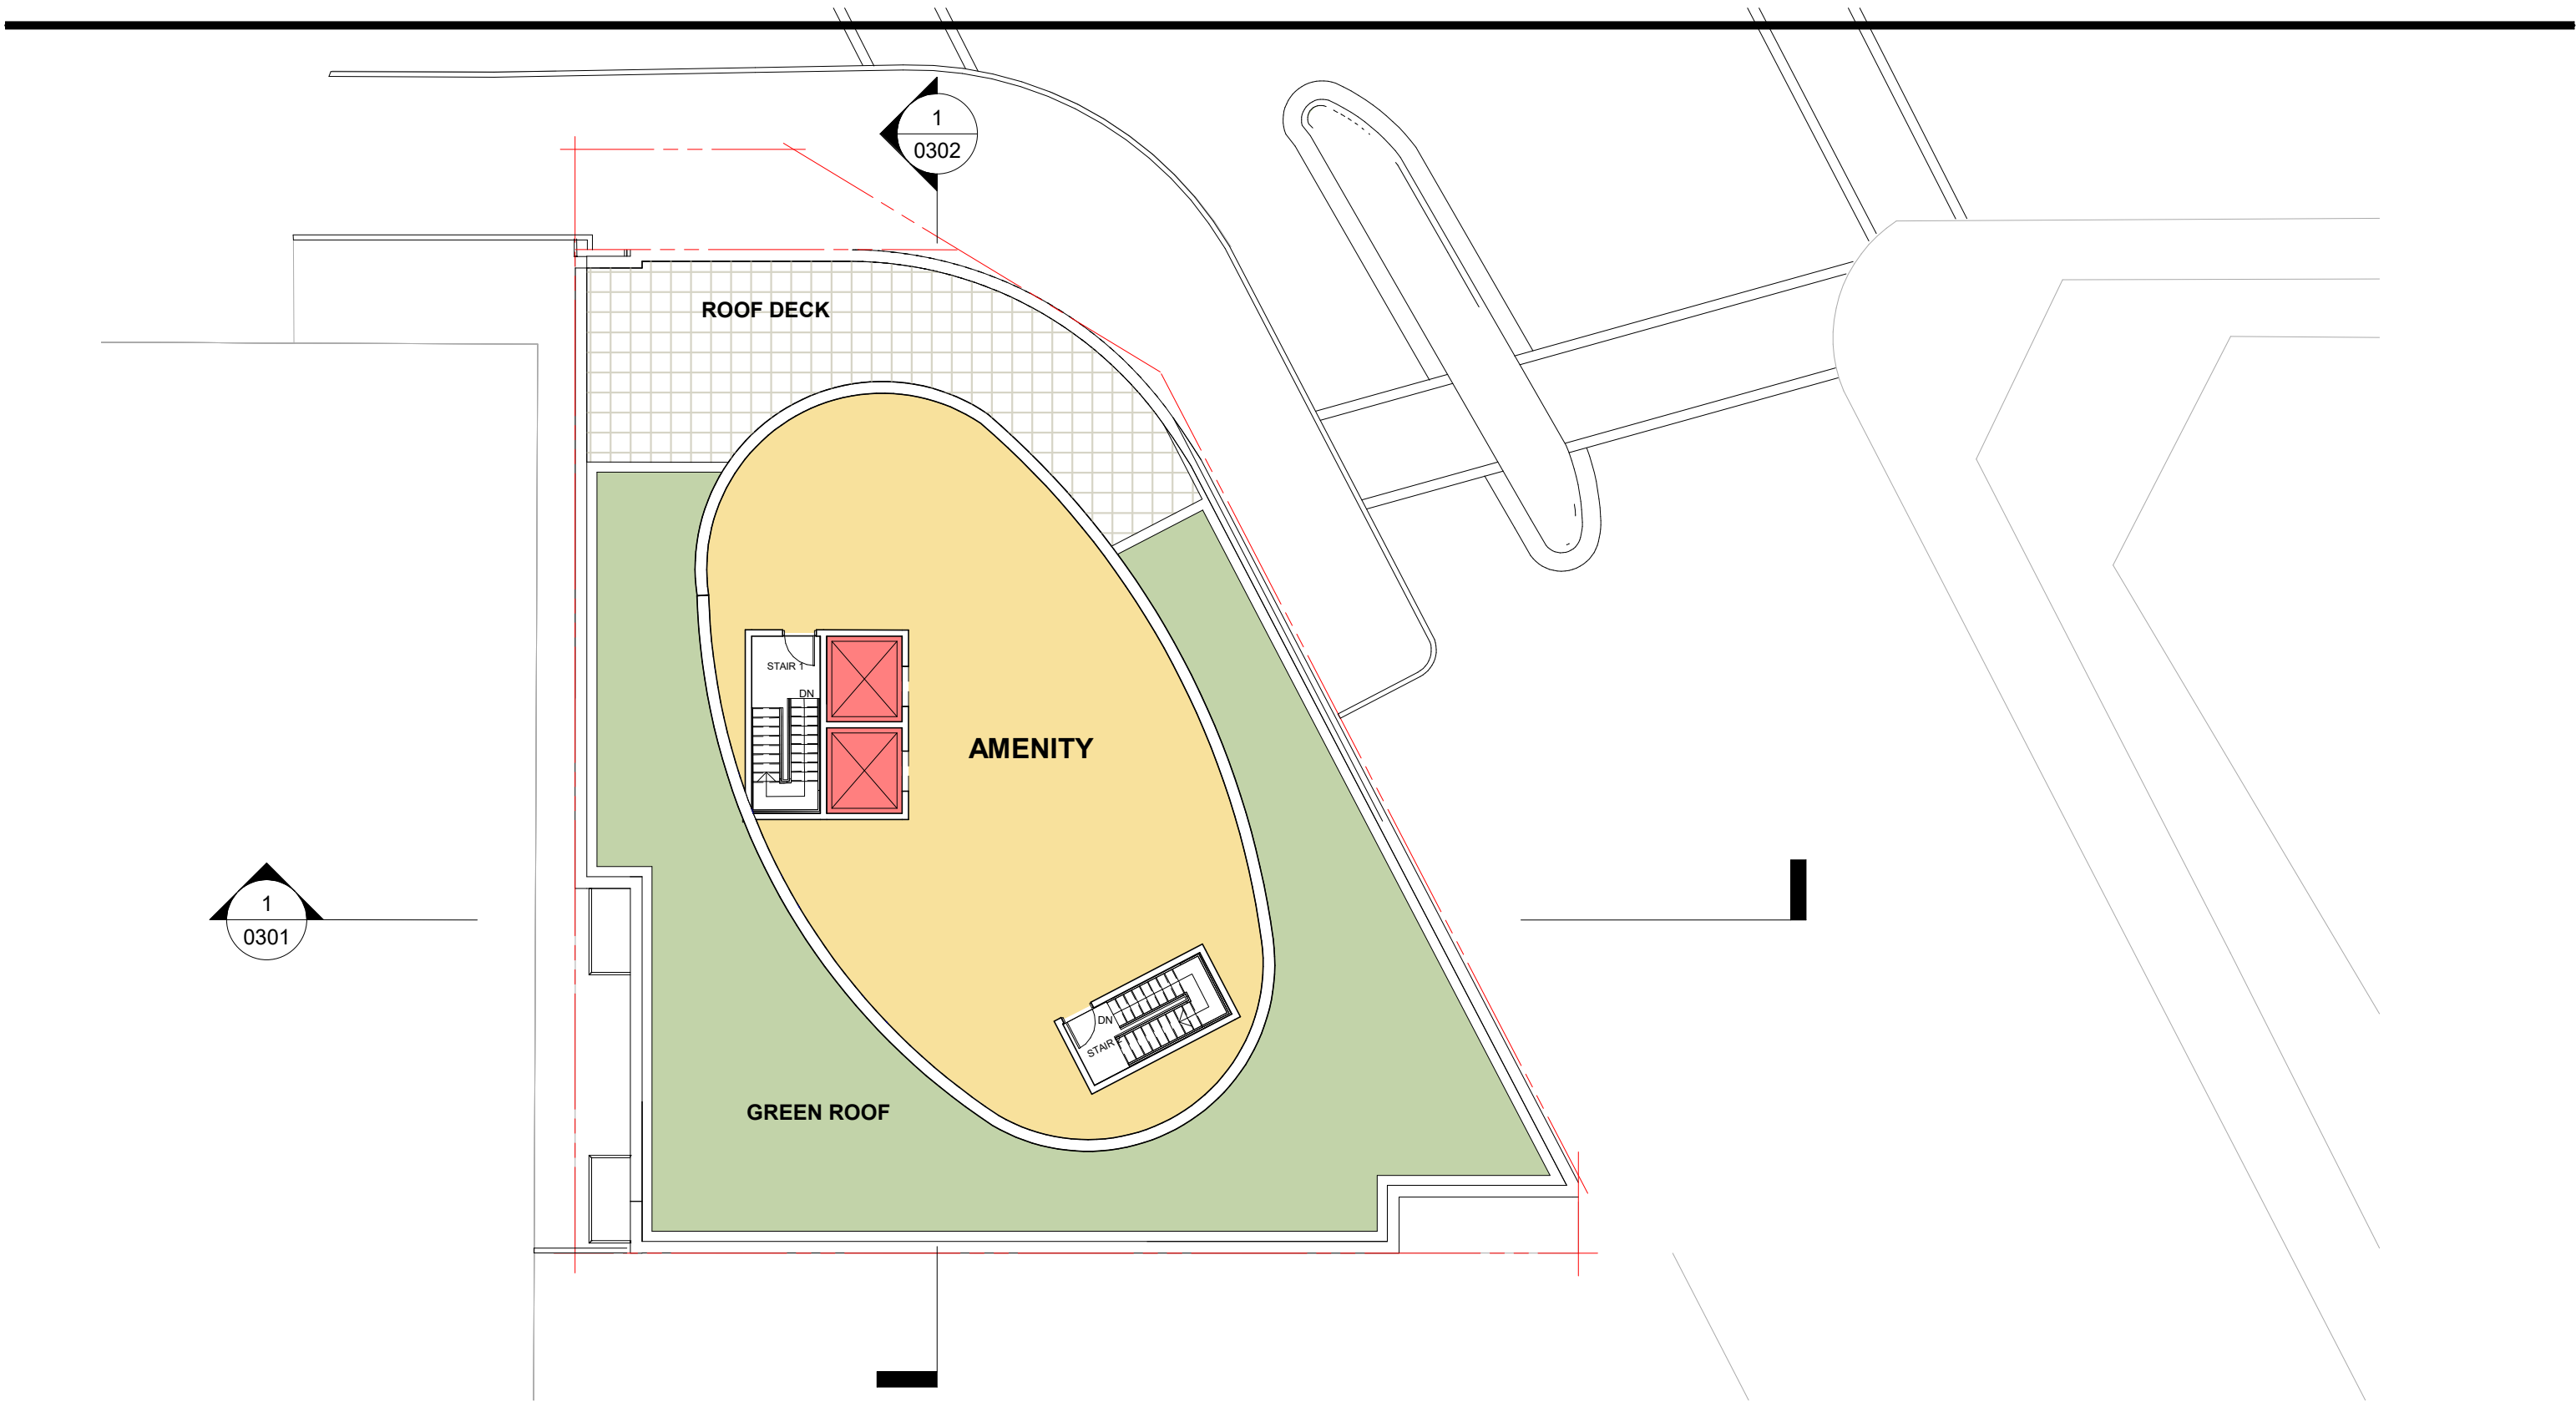 1
0302
ROOF DECK
STAIR 1
DN
AMENITY
1
0301
DN
STAIR
GREEN ROOF